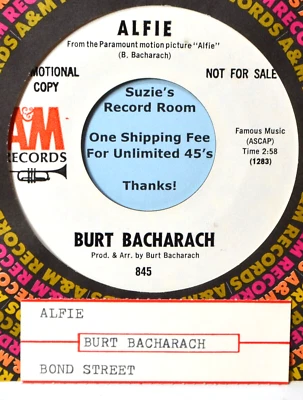 ALFIE
From the Paramount motion picture "Alfie"
(B. Bacharach)
MOTIONAL COPY
NOT FOR SALE
Suzie's
Record Room
One Shipping Fee
For Unlimited 45's
Thanks!
A&M
RECORDS
Famous Music
(ASCAP)
Time 2:58
(1283)
BURT BACHARACH
Prod. & Arr. by Burt Bacharach
845
ALFIE
BURT BACHARACH
BOND STREET
A&M RECORDS